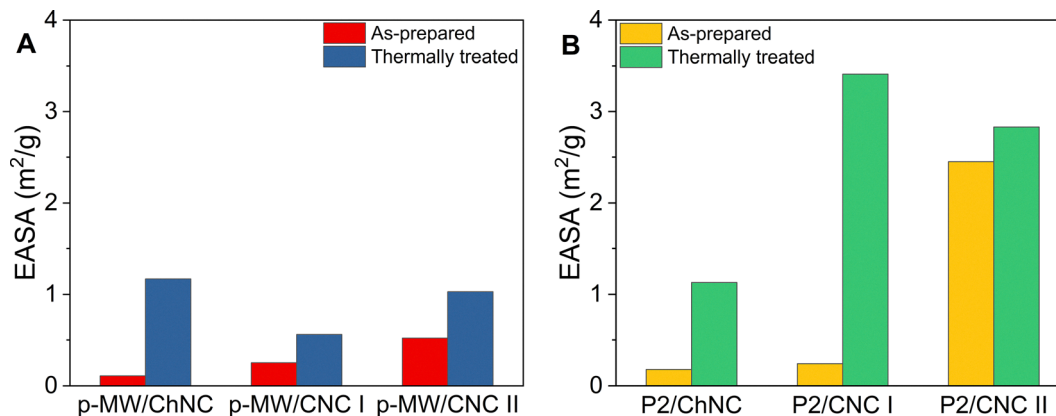 A
As-prepared
Thermally treated
EASA (m²/g)
4
3
2
1
0
p-MW/ChNC p-MW/CNC I p-MW/CNC II
B
As-prepared
Thermally treated
EASA (m²/g)
4
3
2
1
0
P2/ChNC P2/CNC I P2/CNC II